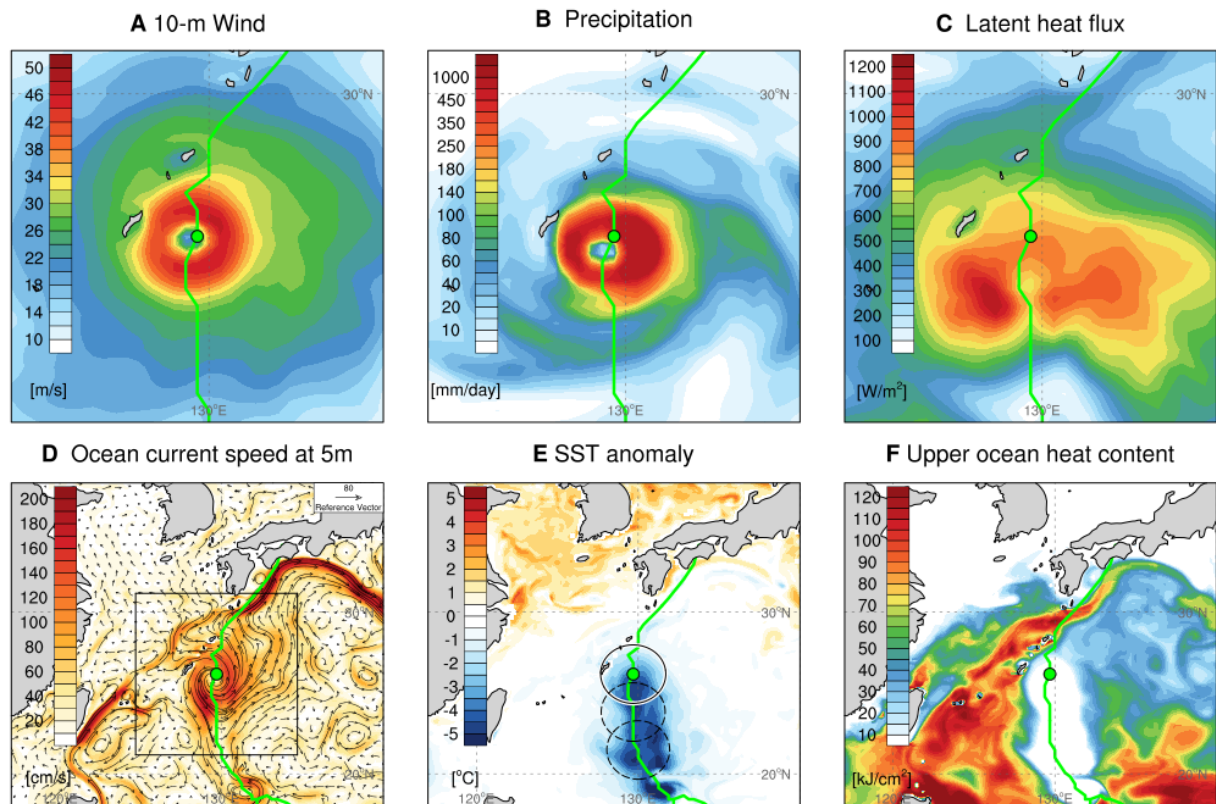 A 10-m Wind
50
46
42
38
34
30
26
22
18
14
10
[m/s]
30°N
130°E
B Precipitation
1000
450
350
250
180
140
100
80
60
40
20
10
[mm/day]
30°N
130°E
C Latent heat flux
1200
1100
1000
900
800
700
600
500
400
300
200
100
[W/m²]
30°N
130°E
D Ocean current speed at 5m
200
180
160
140
120
100
80
60
40
20
[cm/s]
80
Reference Vector
30°N
20°N
120°E
130°E
E SST anomaly
5
4
3
2
1
0
-1
-2
-3
-4
-5
[°C]
30°N
20°N
120°E
130°E
F Upper ocean heat content
120
110
100
90
80
70
60
50
40
30
20
10
[kJ/cm²]
30°N
20°N
120°E
130°E